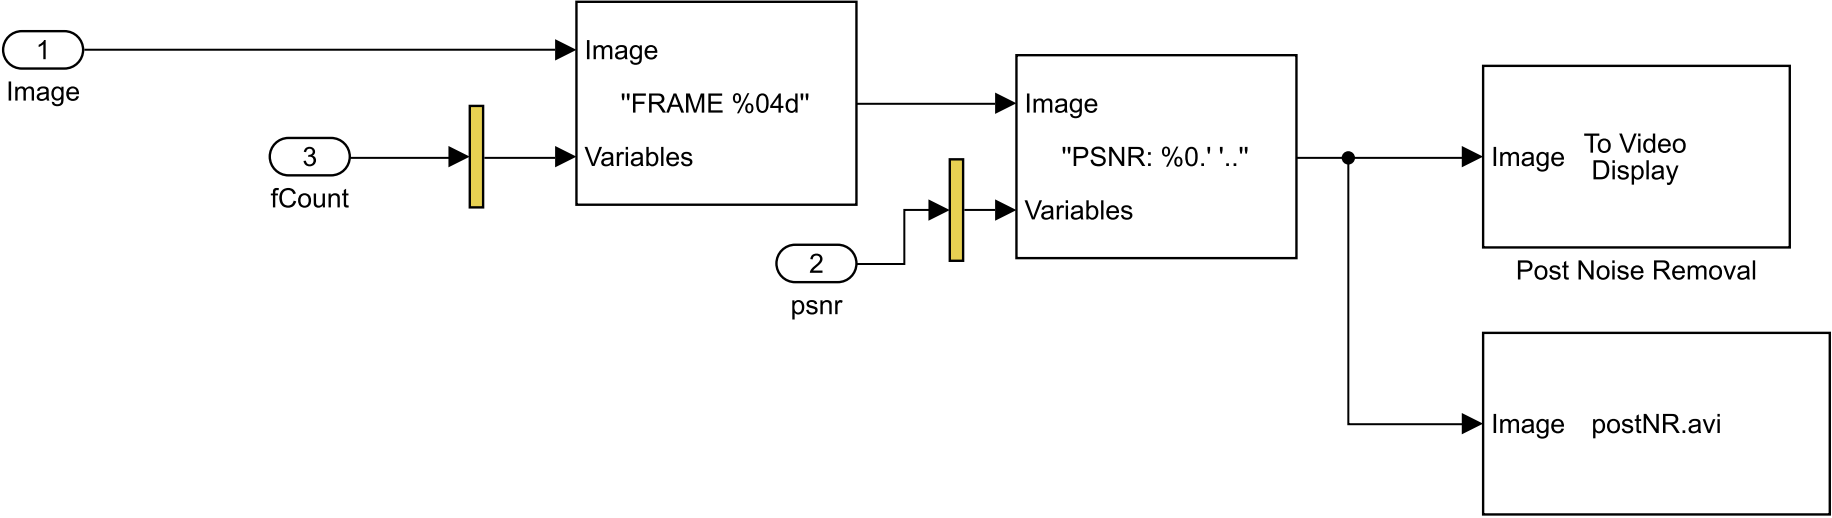 1
Image
3
fCount
Image
"FRAME %04d"
Variables
2
psnr
Image
"PSNR: %0.' '.."
Variables
Image
To Video
Display
Post Noise Removal
Image
postNR.avi